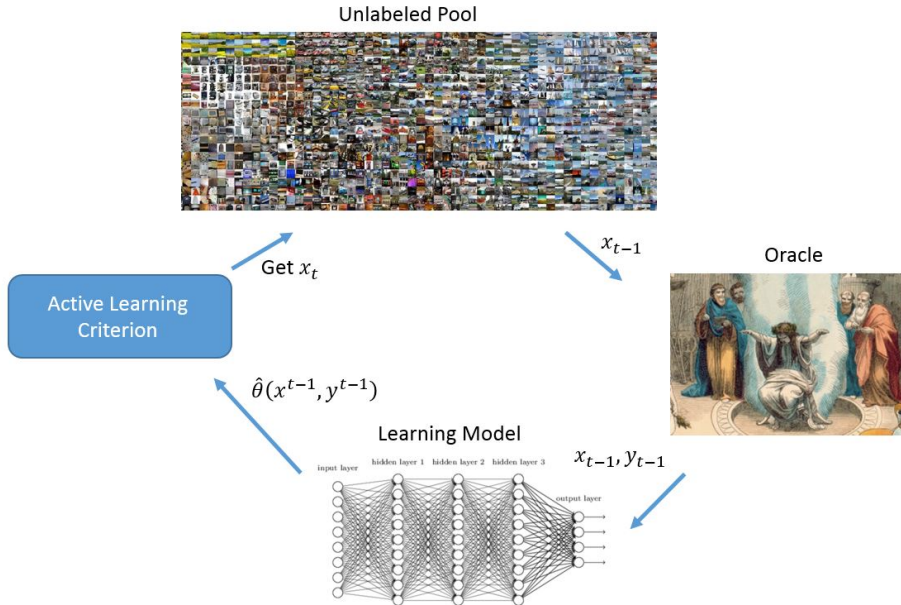 Unlabeled Pool
x_{t−1}
Oracle
Get x_t
Active Learning
Criterion
θ̂(x^{t−1}, y^{t−1})
Learning Model
x_{t−1}, y_{t−1}
input layer
hidden layer 1 hidden layer 2 hidden layer 3
output layer